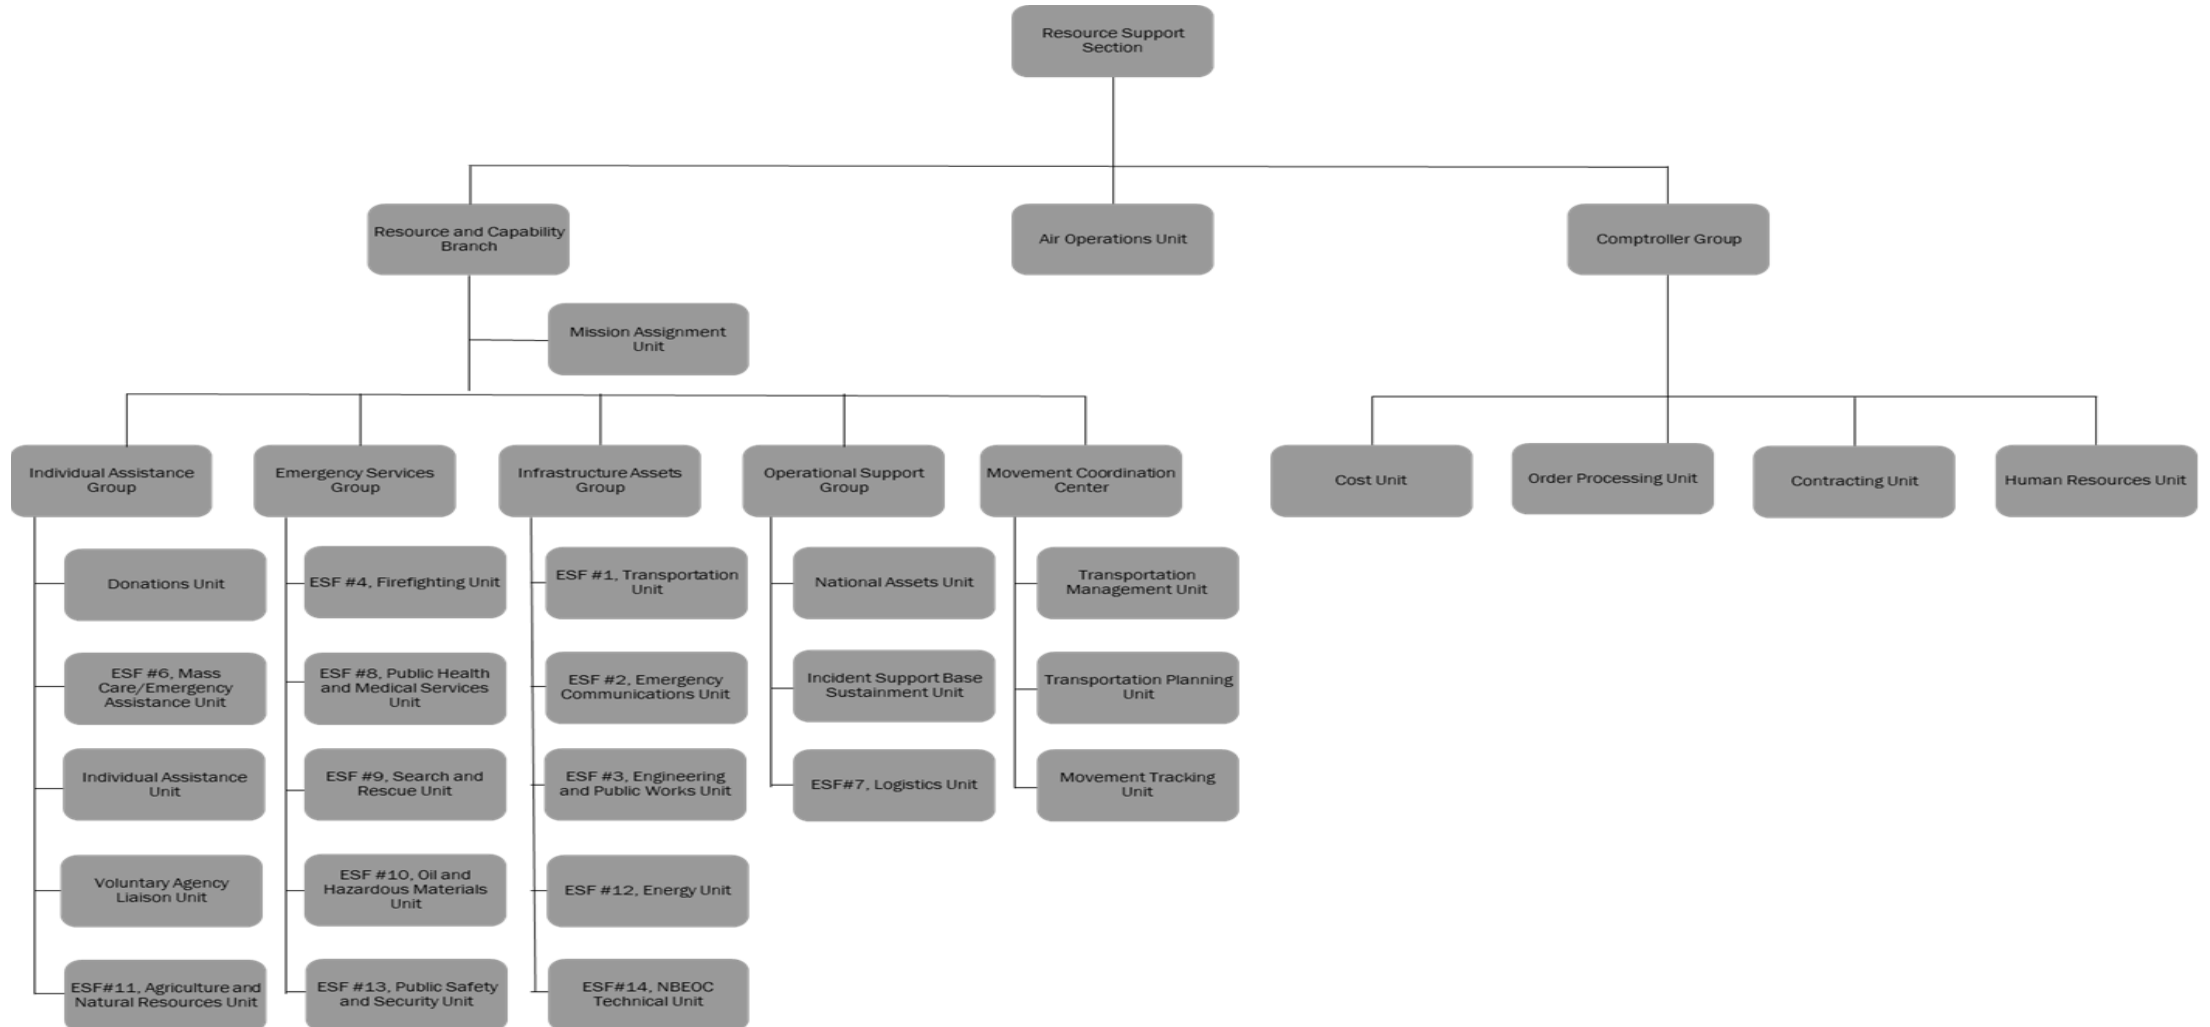 Resource Support
Section
Resource and Capability
Branch
Air Operations Unit
Comptroller Group
Mission Assignment
Unit
Individual Assistance
Group
Emergency Services
Group
Infrastructure Assets
Group
Operational Support
Group
Movement Coordination
Center
Cost Unit
Order Processing Unit
Contracting Unit
Human Resources Unit
Donations Unit
ESF #6, Mass
Care/Emergency
Assistance Unit
Individual Assistance
Unit
Voluntary Agency
Liaison Unit
ESF#11, Agriculture and
Natural Resources Unit
ESF #4, Firefighting Unit
ESF #8, Public Health
and Medical Services
Unit
ESF #9, Search and
Rescue Unit
ESF #10, Oil and
Hazardous Materials
Unit
ESF #13, Public Safety
and Security Unit
ESF #1, Transportation
Unit
ESF #2, Emergency
Communications Unit
ESF #3, Engineering
and Public Works Unit
ESF #12, Energy Unit
ESF#14, NBEOC
Technical Unit
National Assets Unit
Incident Support Base
Sustainment Unit
ESF#7, Logistics Unit
Transportation
Management Unit
Transportation Planning
Unit
Movement Tracking
Unit